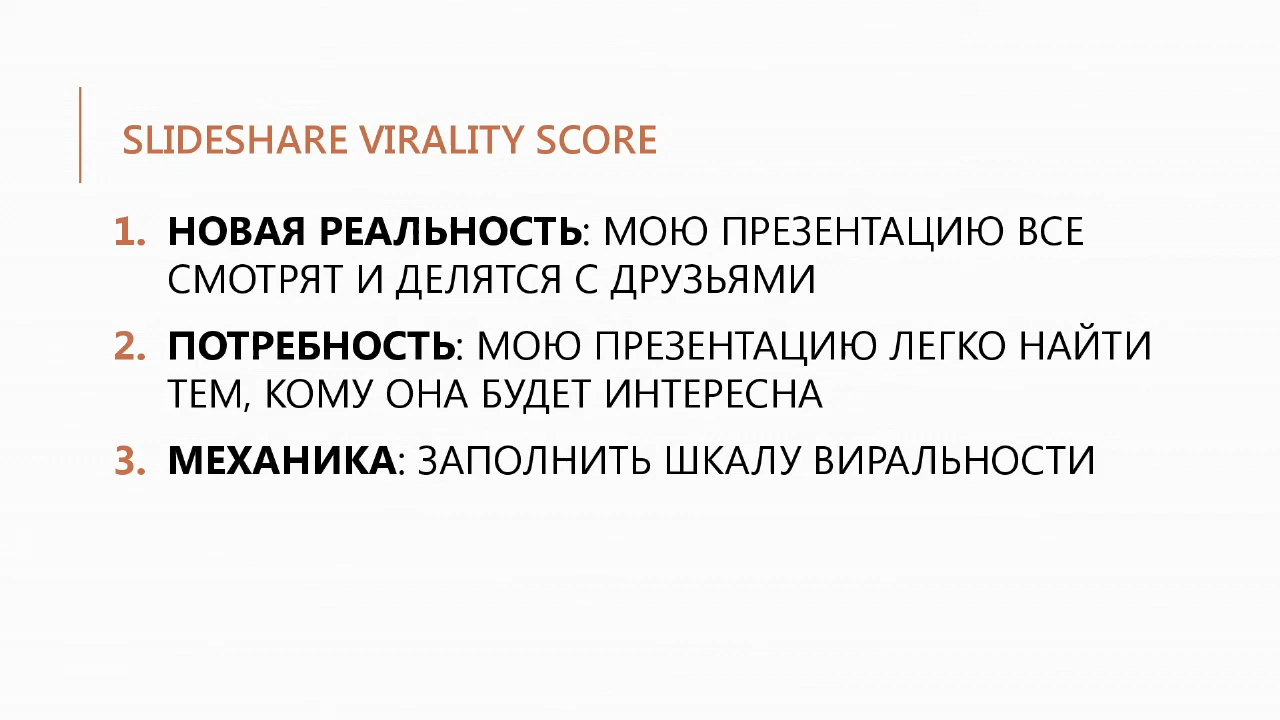 SLIDESHARE VIRALITY SCORE
1. НОВАЯ РЕАЛЬНОСТЬ: МОЮ ПРЕЗЕНТАЦИЮ ВСЕ
СМОТРЯТ И ДЕЛЯТСЯ С ДРУЗЬЯМИ
2. ПОТРЕБНОСТЬ: МОЮ ПРЕЗЕНТАЦИЮ ЛЕГКО НАЙТИ
ТЕМ, КОМУ ОНА БУДЕТ ИНТЕРЕСНА
3. МЕХАНИКА: ЗАПОЛНИТЬ ШКАЛУ ВИРАЛЬНОСТИ